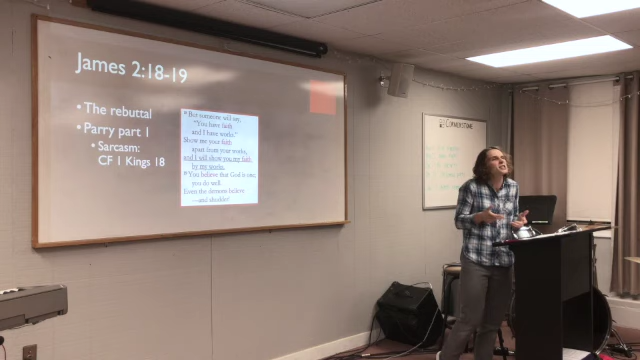 James 2:18-19
• The rebuttal
• Parry part 1
• Sarcasm:
CF 1 Kings 18
18 But someone will say,
"You have faith
and I have works."
Show me your faith
apart from your works,
and I will show you my faith
by my works.
19 You believe that God is one;
you do well.
Even the demons believe
—and shudder!
CORNERSTONE